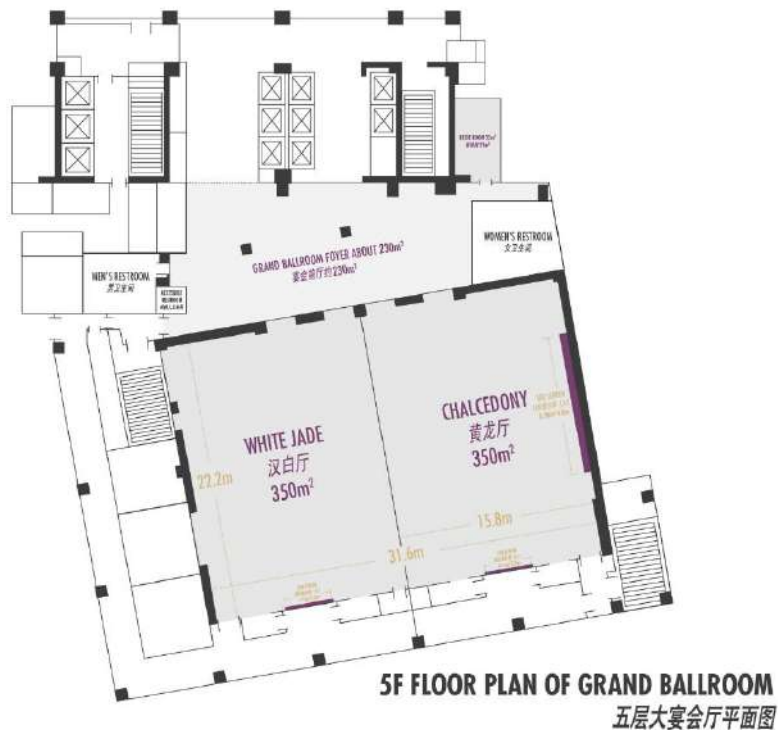 MEN'S RESTROOM
男卫生间
GRAND BALLROOM FOYER ABOUT 230m²
宴会前厅约230m²
WOMEN'S RESTROOM
女卫生间
WHITE JADE
汉白厅
350m²
CHALCEDONY
黄龙厅
350m²
22.2m
15.8m
31.6m
5F FLOOR PLAN OF GRAND BALLROOM
五层大宴会厅平面图